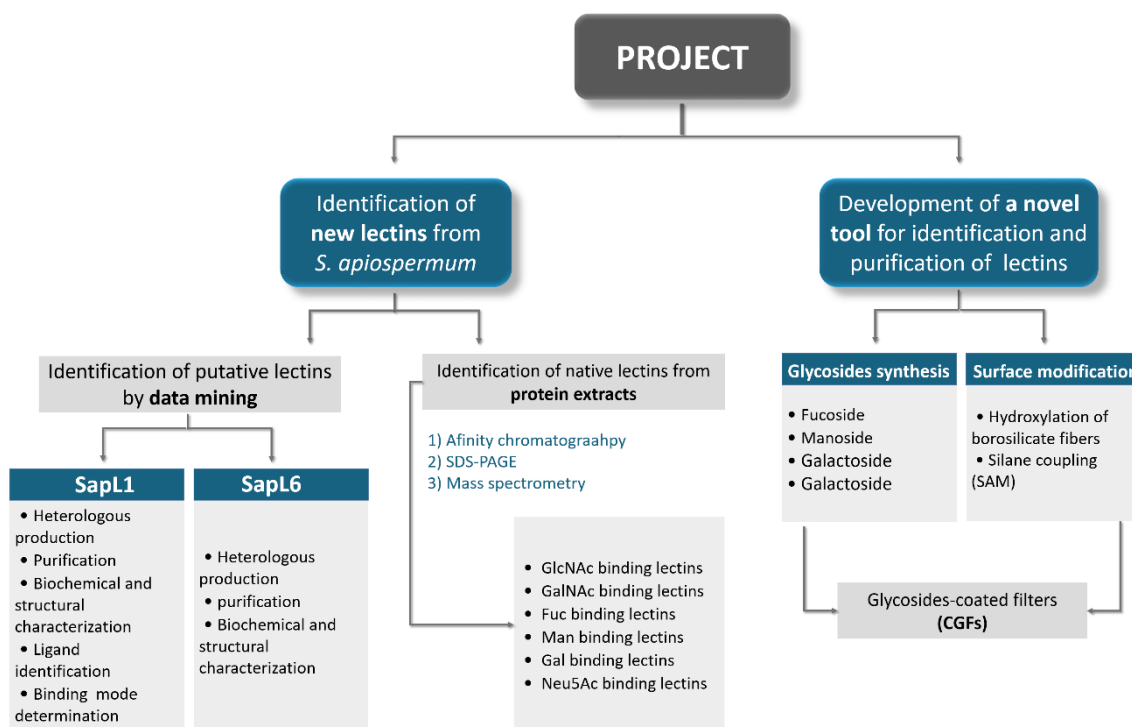 PROJECT
Identification of
new lectins from
S. apiospermum
Development of a novel
tool for identification and
purification of lectins
Identification of putative lectins
by data mining
Identification of native lectins from
protein extracts
1) Afinity chromatograahpy
2) SDS-PAGE
3) Mass spectrometry
SapL1
• Heterologous
production
• Purification
• Biochemical and
structural
characterization
• Ligand
identification
• Binding mode
determination
SapL6
• Heterologous
production
• purification
• Biochemical and
structural
characterization
• GlcNAc binding lectins
• GalNAc binding lectins
• Fuc binding lectins
• Man binding lectins
• Gal binding lectins
• Neu5Ac binding lectins
Glycosides synthesis
• Fucoside
• Manoside
• Galactoside
• Galactoside
Surface modification
• Hydroxylation of
borosilicate fibers
• Silane coupling
(SAM)
Glycosides-coated filters
(CGFs)